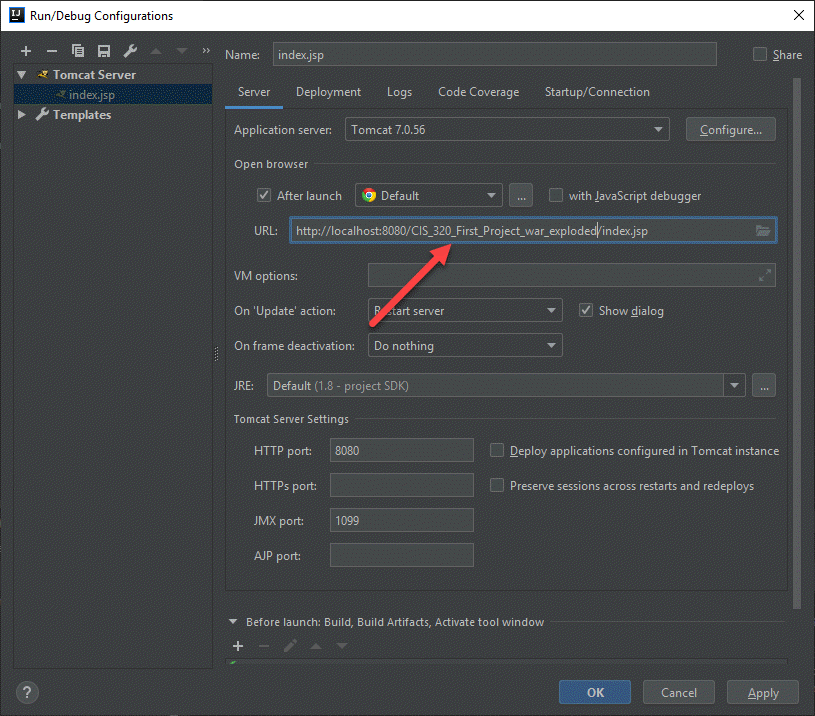 Run/Debug Configurations
Name: index.jsp Share
Tomcat Server
index.jsp
Templates
Server Deployment Logs Code Coverage Startup/Connection
Application server: Tomcat 7.0.56 Configure...
Open browser
After launch Default ... with JavaScript debugger
URL: http://localhost:8080/CIS_320_First_Project_war_exploded/index.jsp
VM options:
On 'Update' action: Restart server Show dialog
On frame deactivation: Do nothing
JRE: Default (1.8 - project SDK) ...
Tomcat Server Settings
HTTP port: 8080 Deploy applications configured in Tomcat instance
HTTPs port: Preserve sessions across restarts and redeploys
JMX port: 1099
AJP port:
Before launch: Build, Build Artifacts, Activate tool window
? OK Cancel Apply